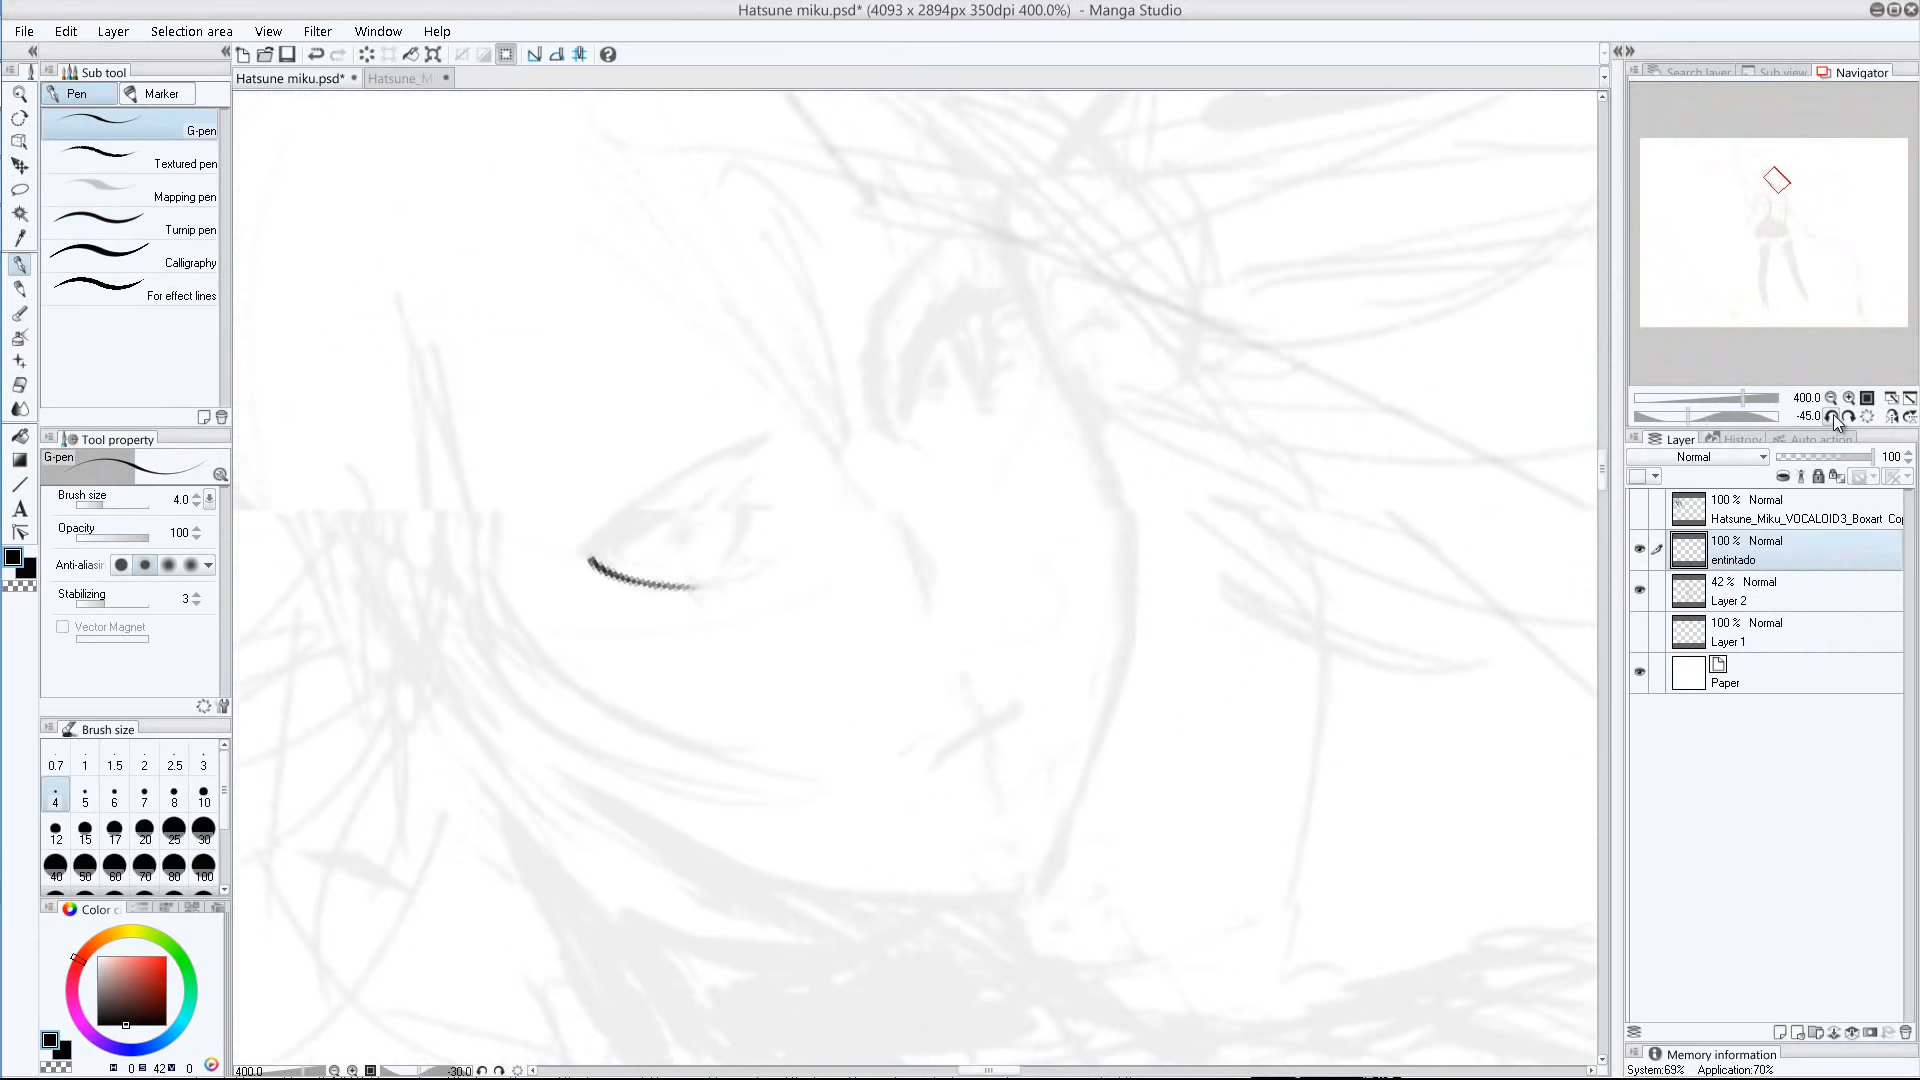 Hatsune miku.psd* (4093 x 2894px 350dpi 400.0%) - Manga Studio
File Edit Layer Selection area View Filter Window Help
Sub tool
Hatsune miku.psd*
Hatsune_M
Search layer
Sub view
Navigator
Pen
Marker
G-pen
Textured pen
Mapping pen
Turnip pen
Calligraphy
For effect lines
400.0
-45.0
Tool property
G-pen
Brush size 4.0
Opacity 100
Anti-aliasin
Stabilizing 3
Vector Magnet
Layer
History
Auto action
Normal
100
100 % Normal
Hatsune_Miku_VOCALOID3_Boxart Cop
100 % Normal
entintado
42 % Normal
Layer 2
100 % Normal
Layer 1
Paper
Brush size
0.7 1 1.5 2 2.5 3
4 5 6 7 8 10
12 15 17 20 25 30
40 50 60 70 80 100
Color c
H 0 S 42 V 0
400.0
-30.0
Memory information
System:69% Application:70%